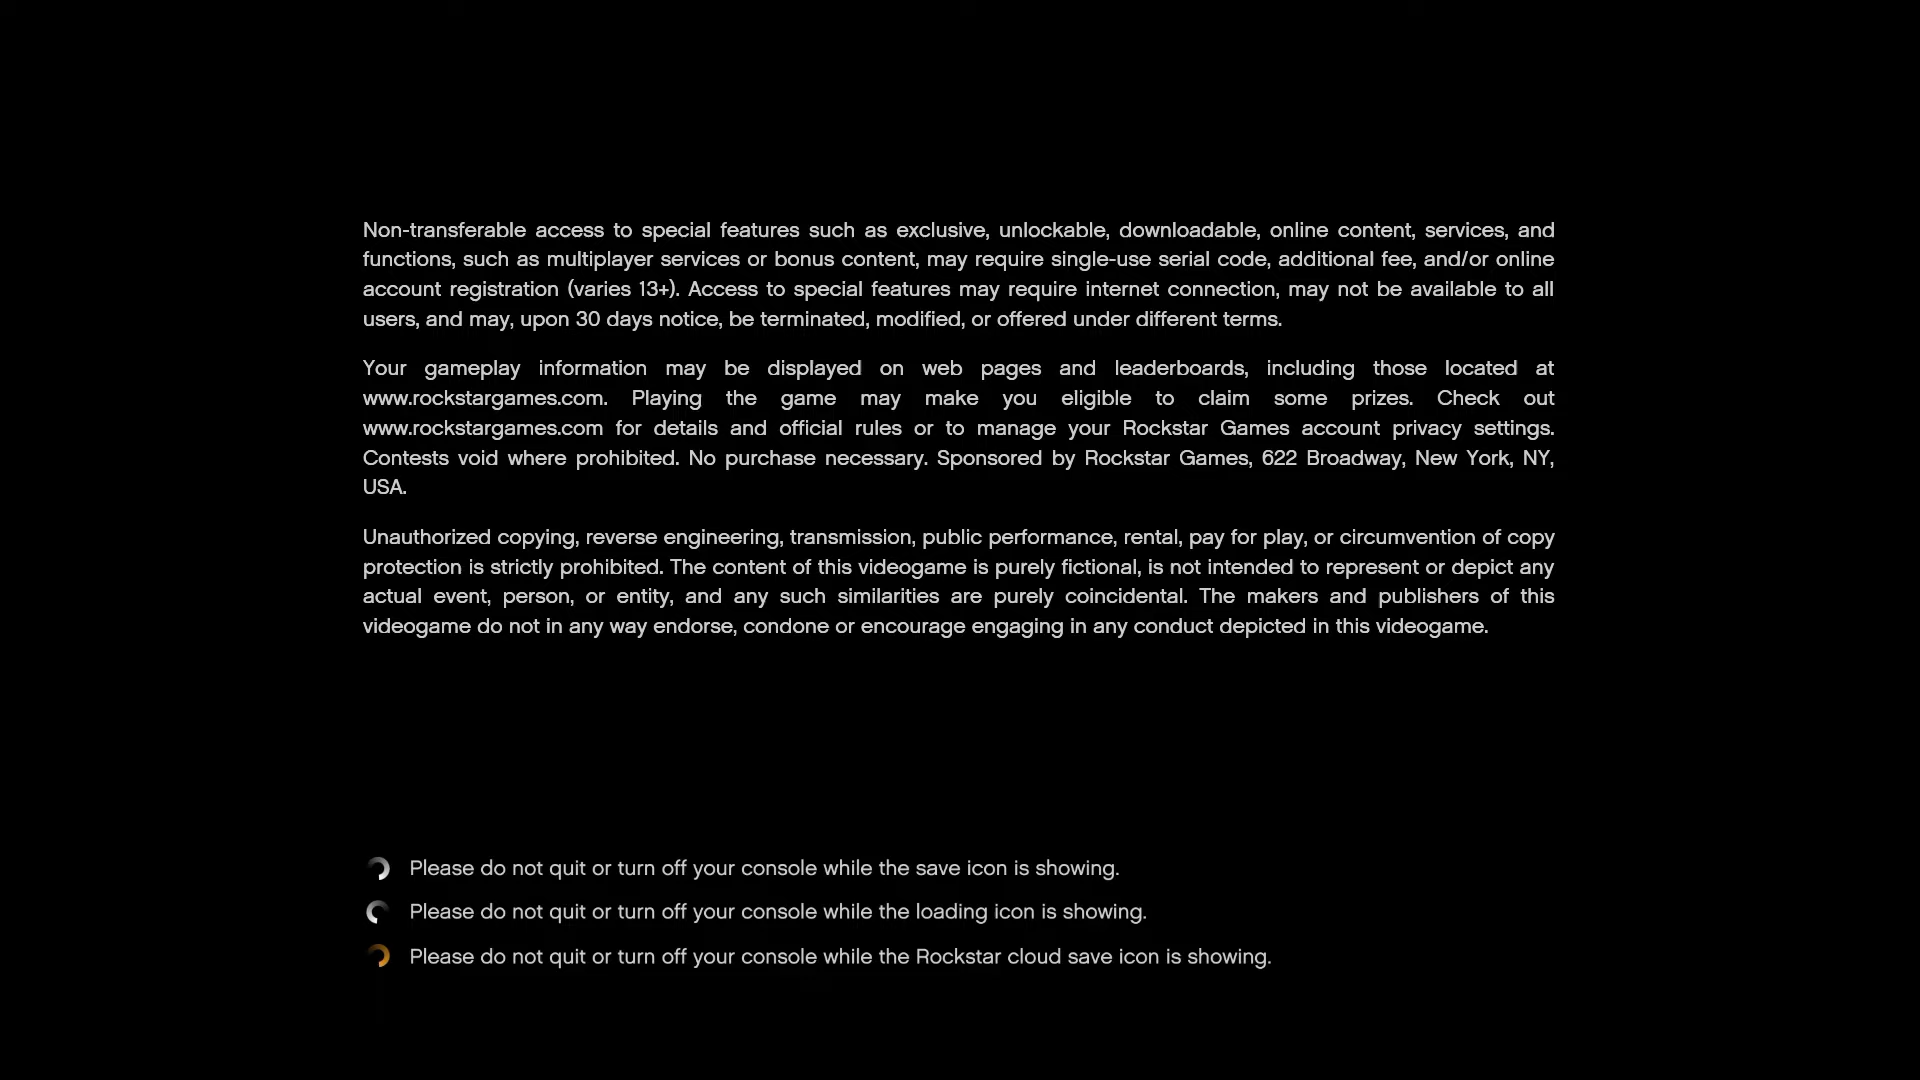 Non-transferable access to special features such as exclusive, unlockable, downloadable, online content, services, and
functions, such as multiplayer services or bonus content, may require single-use serial code, additional fee, and/or online
account registration (varies 13+). Access to special features may require internet connection, may not be available to all
users, and may, upon 30 days notice, be terminated, modified, or offered under different terms.
Your gameplay information may be displayed on web pages and leaderboards, including those located at
www.rockstargames.com. Playing the game may make you eligible to claim some prizes. Check out
www.rockstargames.com for details and official rules or to manage your Rockstar Games account privacy settings.
Contests void where prohibited. No purchase necessary. Sponsored by Rockstar Games, 622 Broadway, New York, NY,
USA.
Unauthorized copying, reverse engineering, transmission, public performance, rental, pay for play, or circumvention of copy
protection is strictly prohibited. The content of this videogame is purely fictional, is not intended to represent or depict any
actual event, person, or entity, and any such similarities are purely coincidental. The makers and publishers of this
videogame do not in any way endorse, condone or encourage engaging in any conduct depicted in this videogame.
Please do not quit or turn off your console while the save icon is showing.
Please do not quit or turn off your console while the loading icon is showing.
Please do not quit or turn off your console while the Rockstar cloud save icon is showing.